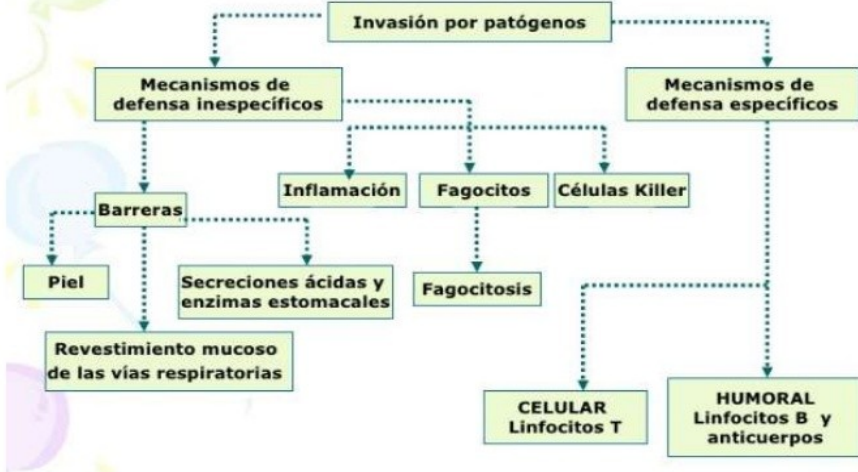 Invasión por patógenos
Mecanismos de
defensa inespecíficos
Mecanismos de
defensa específicos
Inflamación
Fagocitos
Células Killer
Barreras
Piel
Secreciones ácidas y
enzimas estomacales
Fagocitosis
Revestimiento mucoso
de las vías respiratorias
CELULAR
Linfocitos T
HUMORAL
Linfocitos B y
anticuerpos